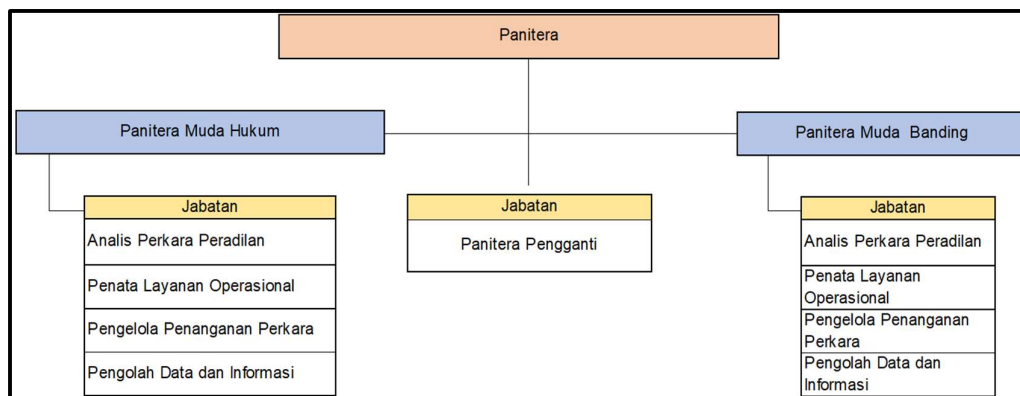 Panitera
Panitera Muda Hukum
Panitera Muda Banding
Jabatan
Analis Perkara Peradilan
Penata Layanan Operasional
Pengelola Penanganan Perkara
Pengolah Data dan Informasi
Jabatan
Panitera Pengganti
Jabatan
Analis Perkara Peradilan
Penata Layanan
Operasional
Pengelola Penanganan
Perkara
Pengolah Data dan
Informasi